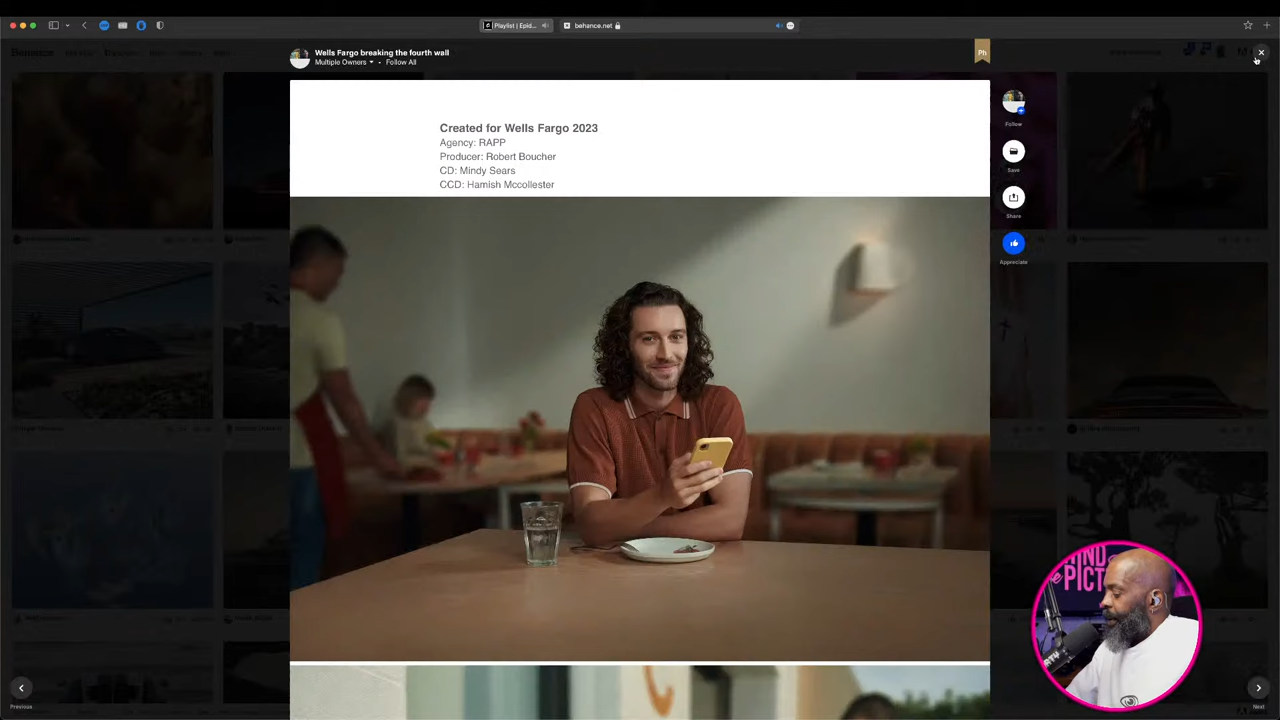 Playlist | Epid...
behance.net
Wells Fargo breaking the fourth wall
Multiple Owners • Follow All
Ph
Created for Wells Fargo 2023
Agency: RAPP
Producer: Robert Boucher
CD: Mindy Sears
CCD: Hamish Mccollester
Follow
Save
Share
Appreciate
Previous
Next